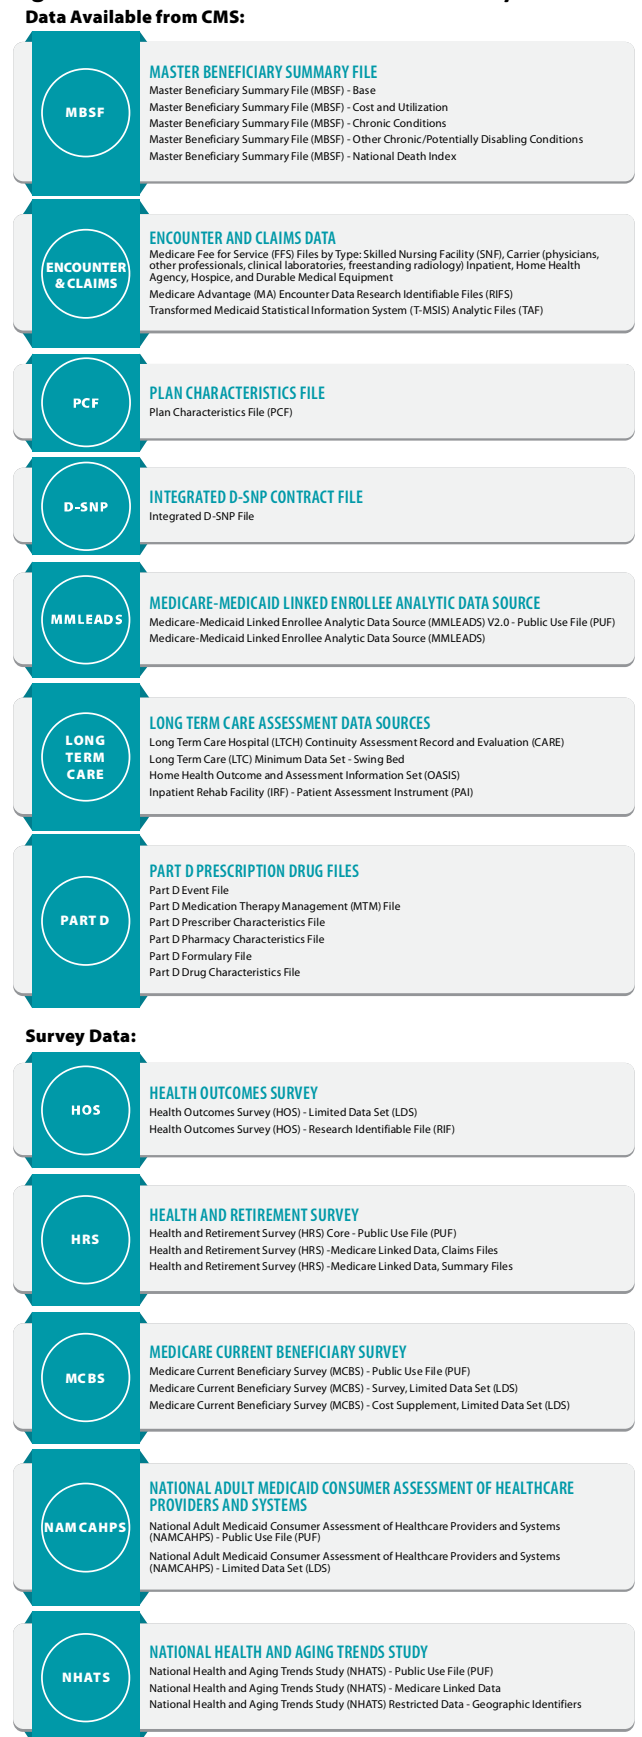 Data Available from CMS:
MBSF
MASTER BENEFICIARY SUMMARY FILE
Master Beneficiary Summary File (MBSF) - Base
Master Beneficiary Summary File (MBSF) - Cost and Utilization
Master Beneficiary Summary File (MBSF) - Chronic Conditions
Master Beneficiary Summary File (MBSF) - Other Chronic/Potentially Disabling Conditions
Master Beneficiary Summary File (MBSF) - National Death Index
ENCOUNTER
& CLAIMS
ENCOUNTER AND CLAIMS DATA
Medicare Fee for Service (FFS) Files by Type: Skilled Nursing Facility (SNF), Carrier (physicians,
other professionals, clinical laboratories, freestanding radiology) Inpatient, Home Health
Agency, Hospice, and Durable Medical Equipment
Medicare Advantage (MA) Encounter Data Research Identifiable Files (RIFS)
Transformed Medicaid Statistical Information System (T-MSIS) Analytic Files (TAF)
PCF
PLAN CHARACTERISTICS FILE
Plan Characteristics File (PCF)
D-SNP
INTEGRATED D-SNP CONTRACT FILE
Integrated D-SNP File
MMLEADS
MEDICARE-MEDICAID LINKED ENROLLEE ANALYTIC DATA SOURCE
Medicare-Medicaid Linked Enrollee Analytic Data Source (MMLEADS) V2.0 - Public Use File (PUF)
Medicare-Medicaid Linked Enrollee Analytic Data Source (MMLEADS)
LONG
TERM
CARE
LONG TERM CARE ASSESSMENT DATA SOURCES
Long Term Care Hospital (LTCH) Continuity Assessment Record and Evaluation (CARE)
Long Term Care (LTC) Minimum Data Set - Swing Bed
Home Health Outcome and Assessment Information Set (OASIS)
Inpatient Rehab Facility (IRF) - Patient Assessment Instrument (PAI)
PART D
PART D PRESCRIPTION DRUG FILES
Part D Event File
Part D Medication Therapy Management (MTM) File
Part D Prescriber Characteristics File
Part D Pharmacy Characteristics File
Part D Formulary File
Part D Drug Characteristics File
Survey Data:
HOS
HEALTH OUTCOMES SURVEY
Health Outcomes Survey (HOS) - Limited Data Set (LDS)
Health Outcomes Survey (HOS) - Research Identifiable File (RIF)
HRS
HEALTH AND RETIREMENT SURVEY
Health and Retirement Survey (HRS) Core - Public Use File (PUF)
Health and Retirement Survey (HRS) -Medicare Linked Data, Claims Files
Health and Retirement Survey (HRS) -Medicare Linked Data, Summary Files
MCBS
MEDICARE CURRENT BENEFICIARY SURVEY
Medicare Current Beneficiary Survey (MCBS) - Public Use File (PUF)
Medicare Current Beneficiary Survey (MCBS) - Survey, Limited Data Set (LDS)
Medicare Current Beneficiary Survey (MCBS) - Cost Supplement, Limited Data Set (LDS)
NAMCAHPS
NATIONAL ADULT MEDICAID CONSUMER ASSESSMENT OF HEALTHCARE
PROVIDERS AND SYSTEMS
National Adult Medicaid Consumer Assessment of Healthcare Providers and Systems
(NAMCAHPS) - Public Use File (PUF)
National Adult Medicaid Consumer Assessment of Healthcare Providers and Systems
(NAMCAHPS) - Limited Data Set (LDS)
NHATS
NATIONAL HEALTH AND AGING TRENDS STUDY
National Health and Aging Trends Study (NHATS) - Public Use File (PUF)
National Health and Aging Trends Study (NHATS) - Medicare Linked Data
National Health and Aging Trends Study (NHATS) Restricted Data - Geographic Identifiers